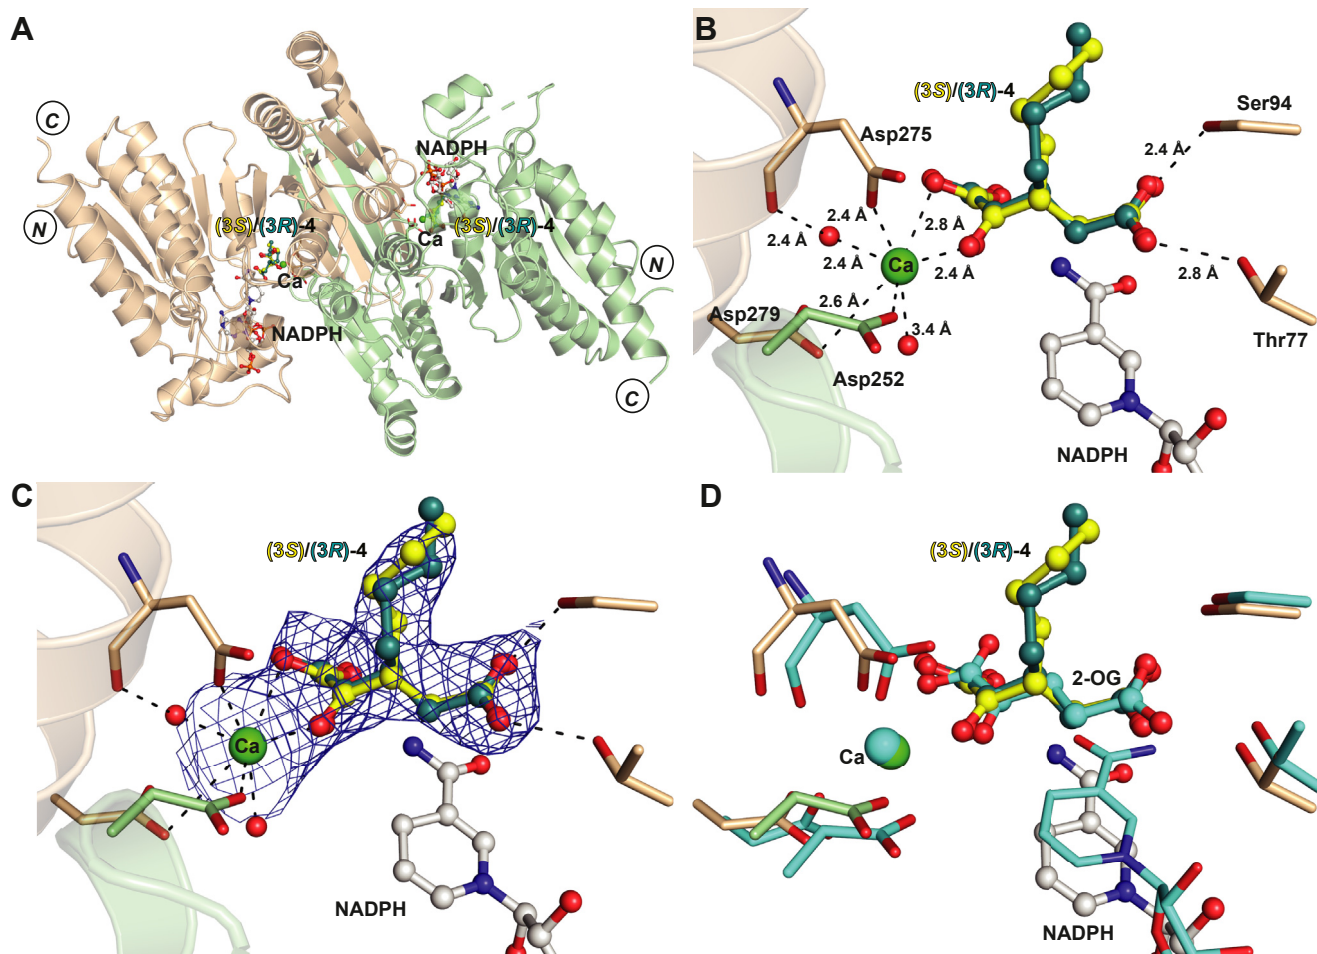 A
C
N
NADPH
(3S)/(3R)-4
(3S)/(3R)-4
Ca
Ca
NADPH
N
C
B
(3S)/(3R)-4
Ser94
Asp275
2.4 Å
2.4 Å
2.8 Å
2.4 Å
2.4 Å
Ca
2.4 Å
2.8 Å
2.6 Å
Asp279
3.4 Å
Thr77
Asp252
NADPH
C
(3S)/(3R)-4
Ca
NADPH
D
(3S)/(3R)-4
2-OG
Ca
NADPH